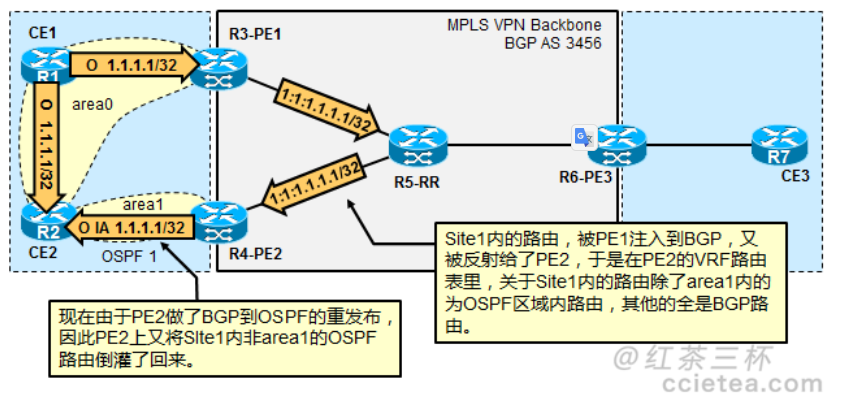 CE1
R1
O 1.1.1.1/32
R3-PE1
area0
O 1.1.1.1/32
1:1:1.1.1.1/32
MPLS VPN Backbone
BGP AS 3456
R5-RR
R6-PE3
R7
CE3
1:1:1.1.1.1/32
area1
R2
O IA 1.1.1.1/32
CE2
OSPF 1
R4-PE2
Site1内的路由，被PE1注入到BGP，又
被反射给了PE2，于是在PE2的VRF路由
表里，关于Site1内的路由除了area1内的
为OSPF区域内路由，其他的全是BGP路
由。
现在由于PE2做了BGP到OSPF的重发布，
因此PE2上又将SIte1内非area1的OSPF
路由倒灌了回来。
@红茶三杯
ccietea.com